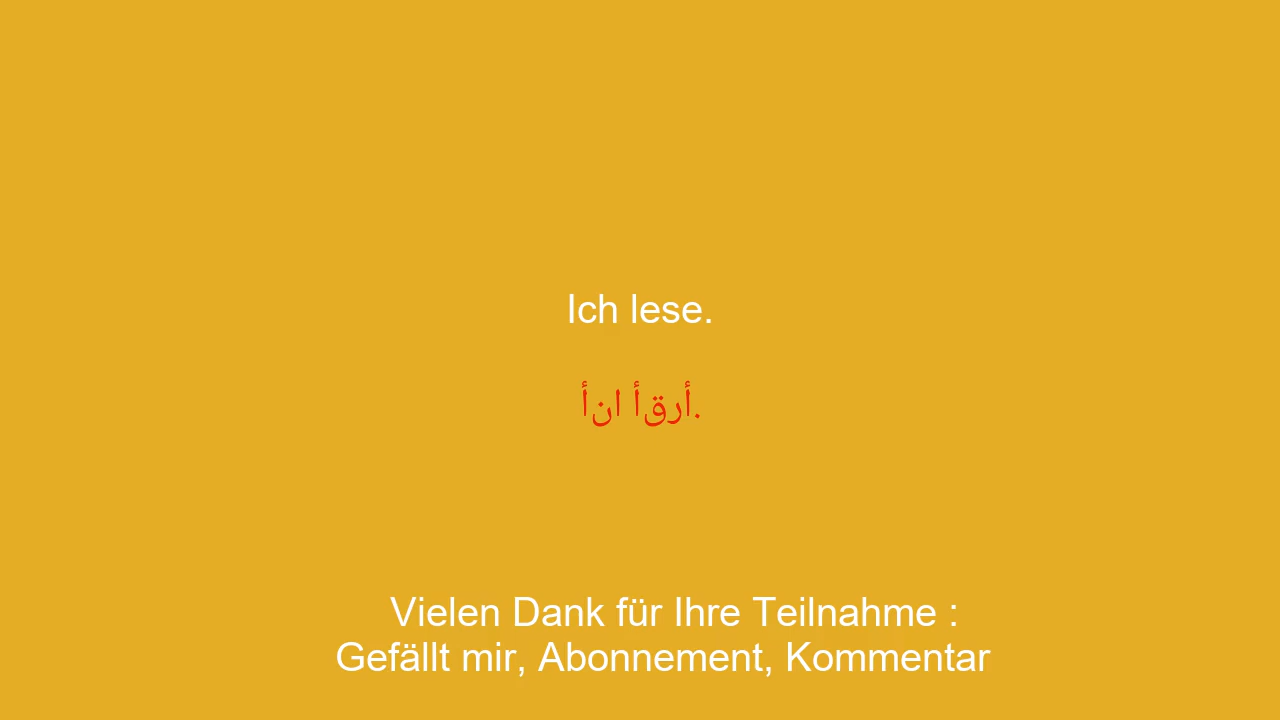 Ich lese.
أنا أقرأ.
Vielen Dank für Ihre Teilnahme :
Gefällt mir, Abonnement, Kommentar